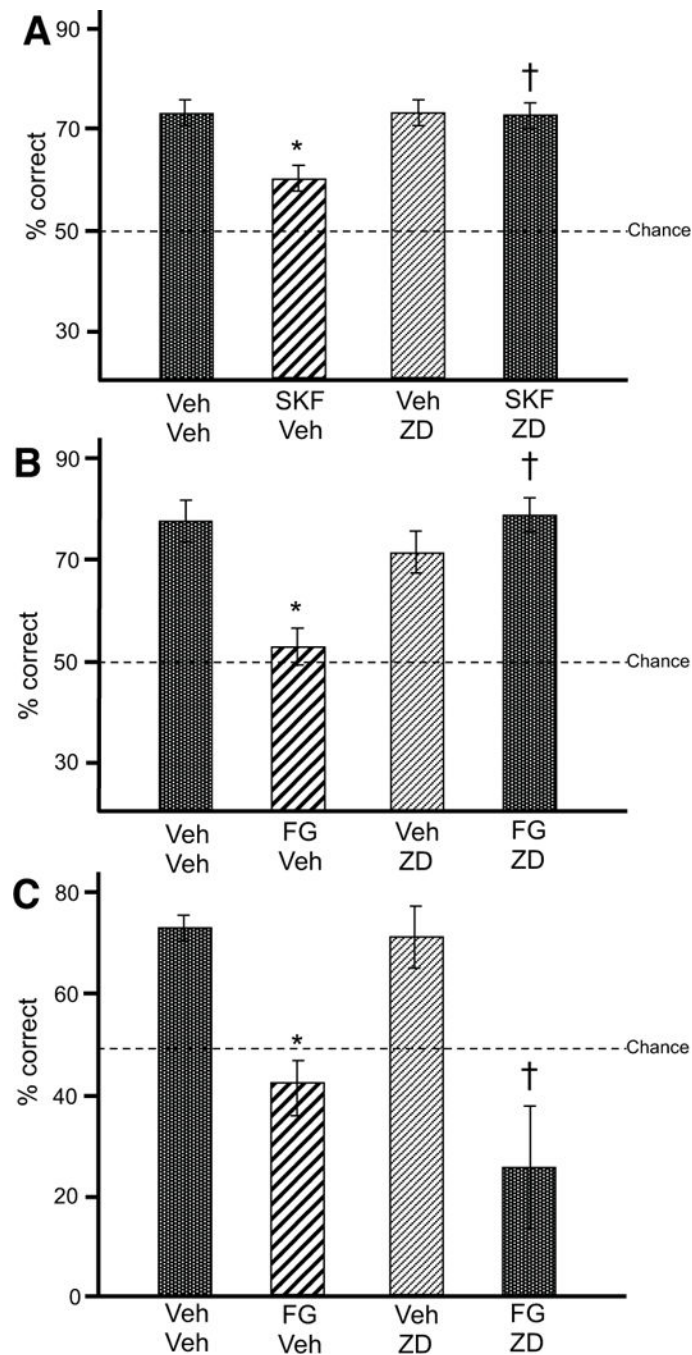 A
90
70
50
30
% correct
*
†
Chance
Veh SKF Veh SKF
Veh Veh ZD ZD
B
90
70
50
30
% correct
*
†
Chance
Veh FG Veh FG
Veh Veh ZD ZD
C
80
60
40
20
0
% correct
*
†
Chance
Veh FG Veh FG
Veh Veh ZD ZD